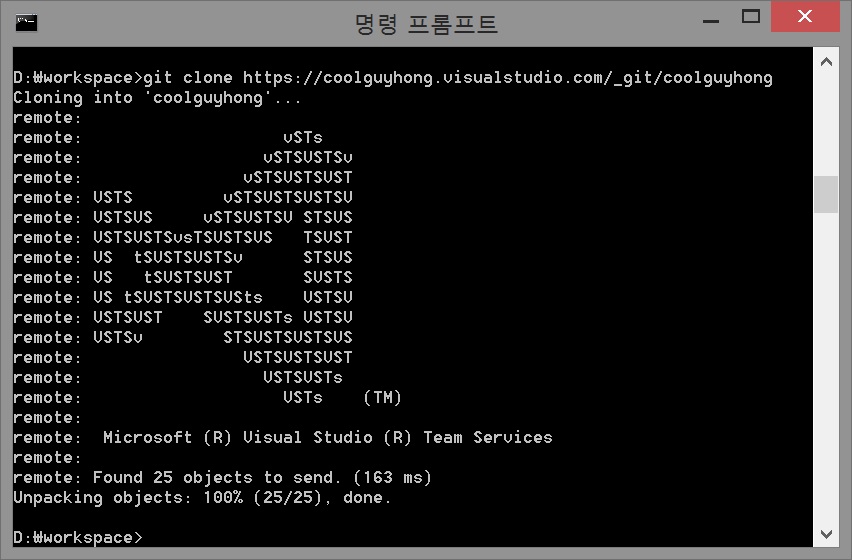 명령 프롬프트
D:₩workspace>git clone https://coolguyhong.visualstudio.com/_git/coolguyhong
Cloning into 'coolguyhong'...
remote:
remote:                    vSTs
remote:                  vSTSVSTSv
remote:                vSTSVSTSVST
remote: VSTS         vSTSVSTSVSTSV
remote: VSTSVS     vSTSVSTSV STSVS
remote: VSTSVSTSvsTSVSTSVS   TSVST
remote: VS  tSVSTSVSTSv      STSVS
remote: VS   tSVSTSVST       SVSTS
remote: VS tSVSTSVSTSVSts    VSTSV
remote: VSTSVST    SVSTSVSTs VSTSV
remote: VSTSv        STSVSTSVSTSVS
remote:                VSTSVSTSVST
remote:                  VSTSVSTs
remote:                    VSTs    (TM)
remote:
remote:  Microsoft (R) Visual Studio (R) Team Services
remote:
remote: Found 25 objects to send. (163 ms)
Unpacking objects: 100% (25/25), done.
D:₩workspace>